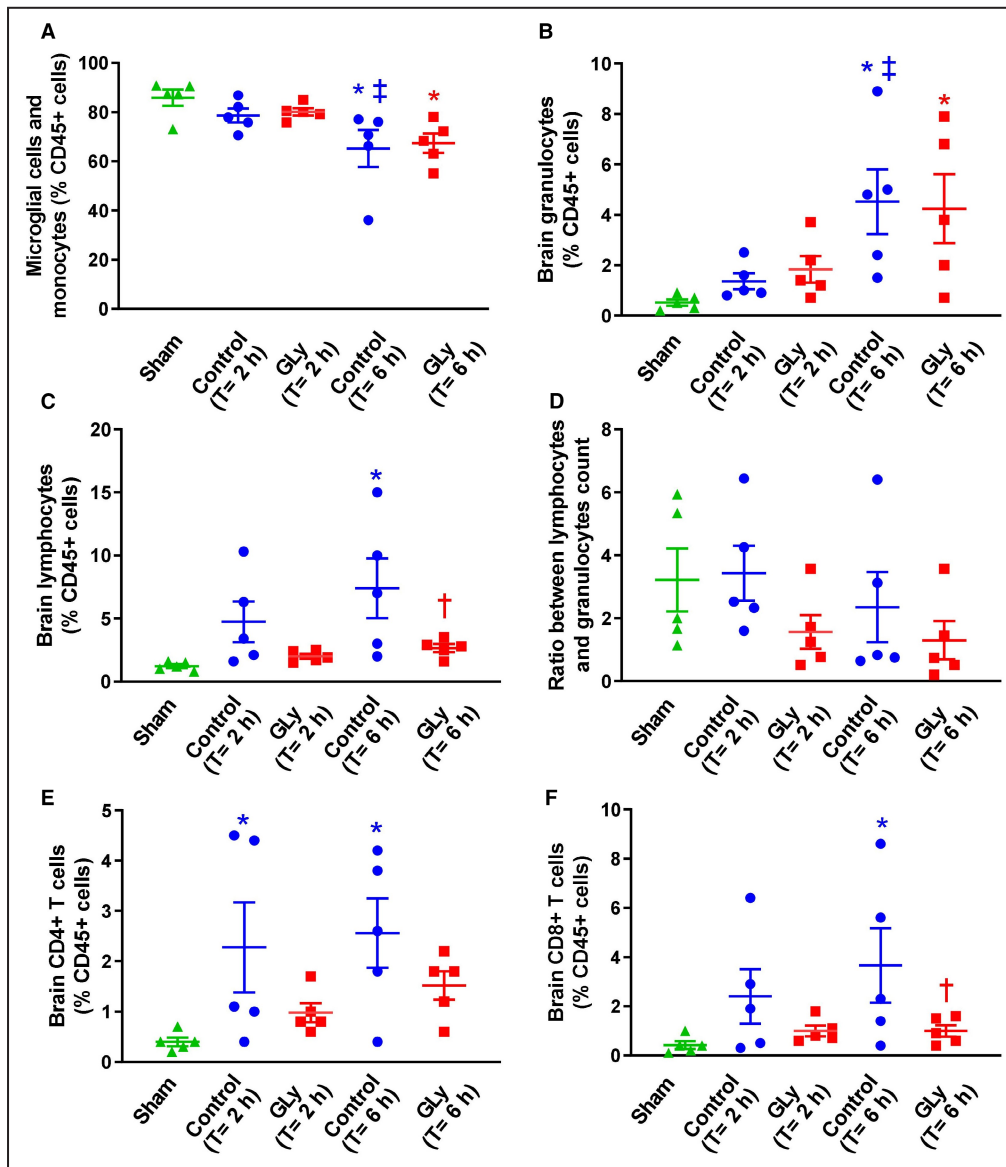 A
Microglial cells and
monocytes (% CD45+ cells)
100
80
60
40
20
0
* ‡
*
Sham
Control
(T= 2 h)
GLy
(T= 2 h)
Control
(T= 6 h)
GLy
(T= 6 h)
B
Brain granulocytes
(% CD45+ cells)
10
8
6
4
2
0
* ‡
*
Sham
Control
(T= 2 h)
GLy
(T= 2 h)
Control
(T= 6 h)
GLy
(T= 6 h)
C
Brain lymphocytes
(% CD45+ cells)
20
15
10
5
0
*
†
Sham
Control
(T= 2 h)
GLy
(T= 2 h)
Control
(T= 6 h)
GLy
(T= 6 h)
D
Ratio between lymphocytes
and granulocytes count
8
6
4
2
0
Sham
Control
(T= 2 h)
GLy
(T= 2 h)
Control
(T= 6 h)
GLy
(T= 6 h)
E
Brain CD4+ T cells
(% CD45+ cells)
5
4
3
2
1
0
*
*
Sham
Control
(T= 2 h)
GLy
(T= 2 h)
Control
(T= 6 h)
GLy
(T= 6 h)
F
Brain CD8+ T cells
(% CD45+ cells)
10
8
6
4
2
0
*
†
Sham
Control
(T= 2 h)
GLy
(T= 2 h)
Control
(T= 6 h)
GLy
(T= 6 h)